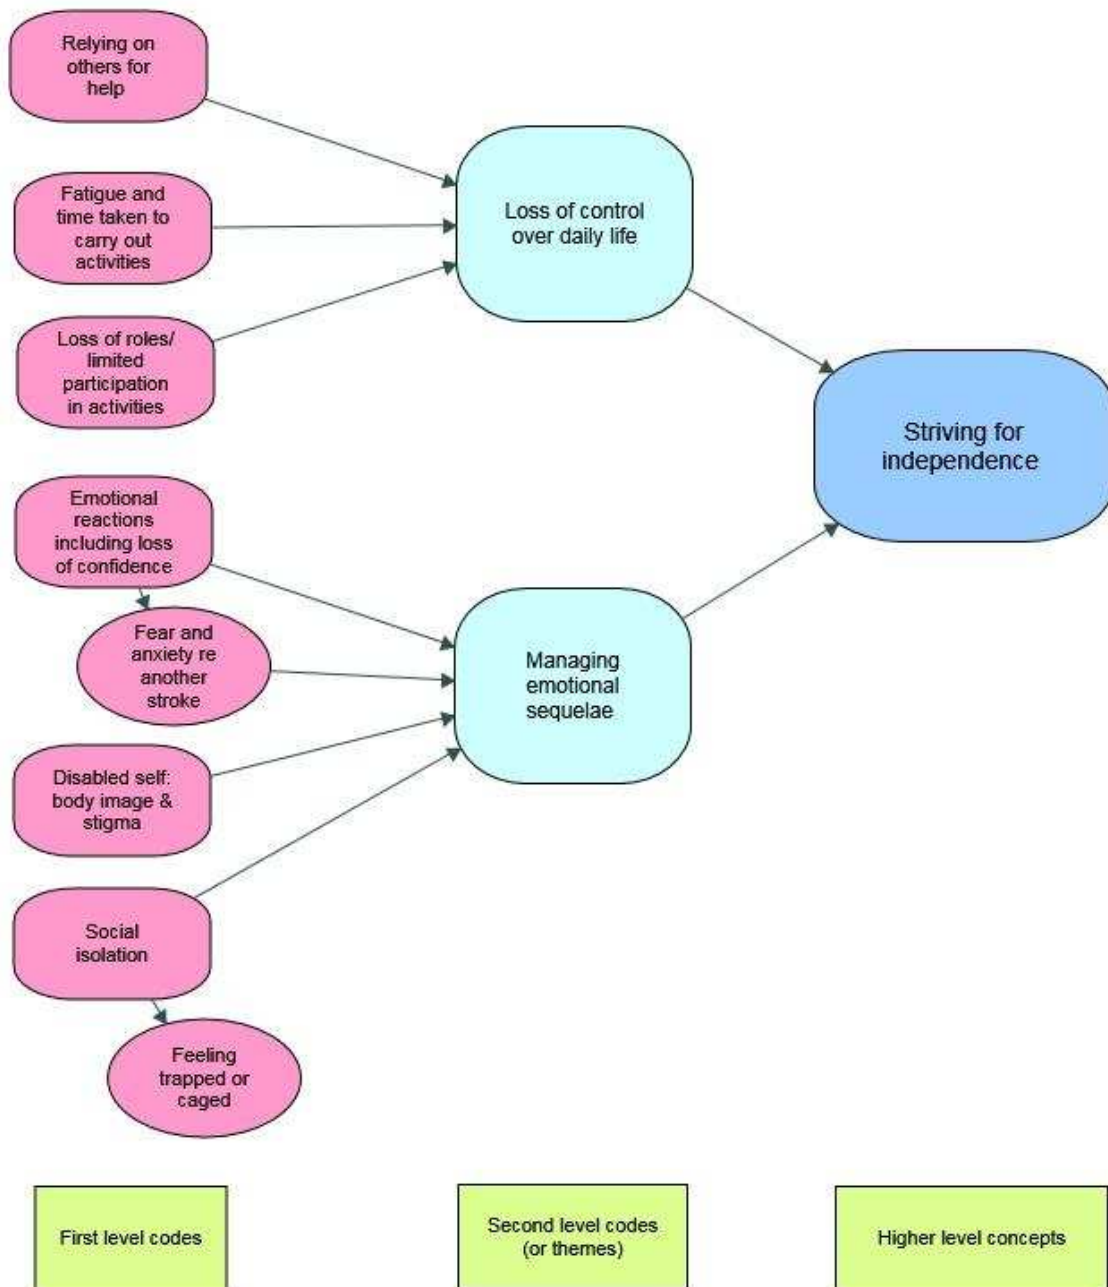 Relying on
others for
help
Fatigue and
time taken to
carry out
activities
Loss of roles/
limited
participation
in activities
Emotional
reactions
including loss
of confidence
Fear and
anxiety re
another
stroke
Disabled self:
body image &
stigma
Social
isolation
Feeling
trapped or
caged
Loss of control
over daily life
Managing
emotional
sequelae
Striving for
independence
First level codes
Second level codes
(or themes)
Higher level concepts